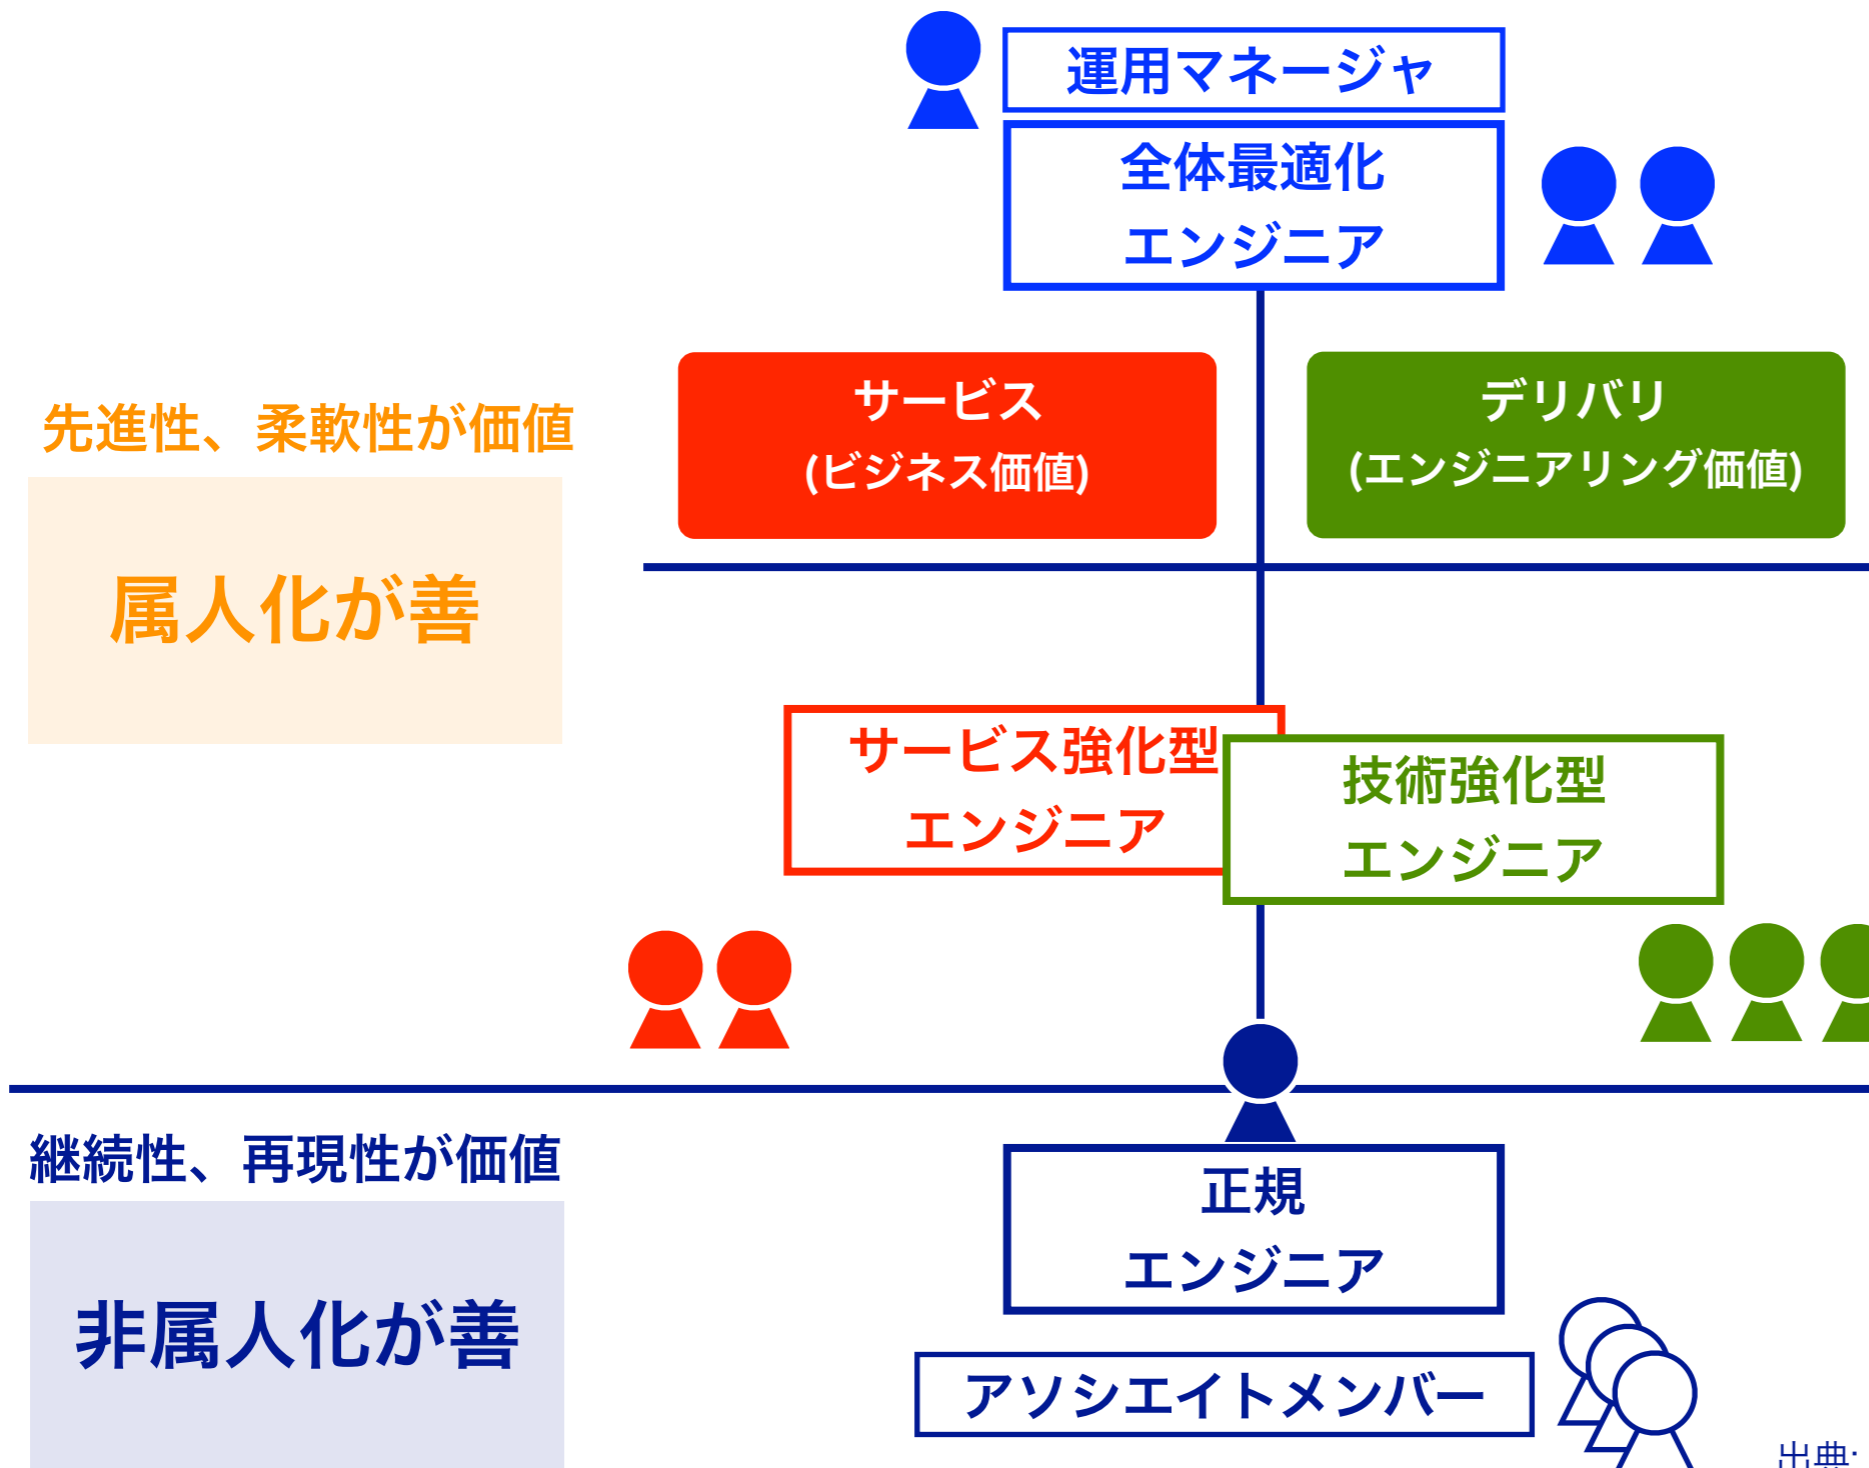 運用マネージャ
全体最適化
エンジニア
サービス
(ビジネス価値)
デリバリ
(エンジニアリング価値)
先進性、柔軟性が価値
属人化が善
サービス強化型
エンジニア
技術強化型
エンジニア
継続性、再現性が価値
非属人化が善
正規
エンジニア
アソシエイトメンバー
出典: